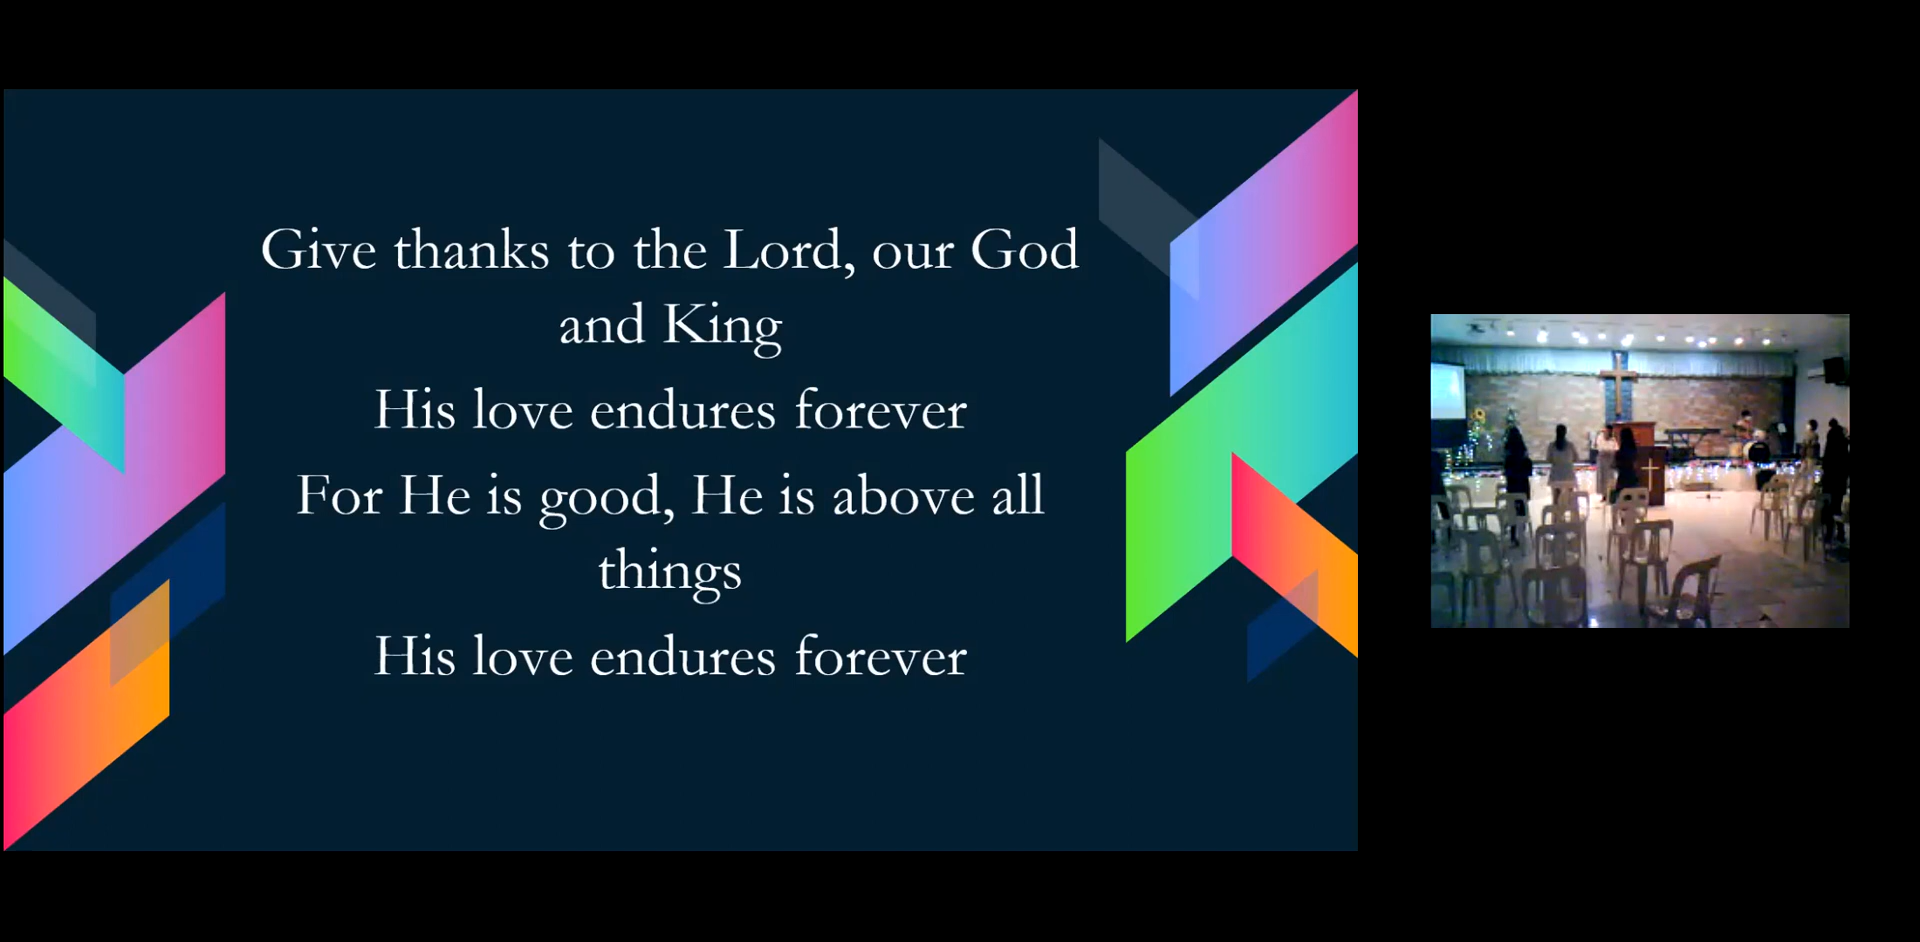 Give thanks to the Lord, our God
and King
His love endures forever
For He is good, He is above all
things
His love endures forever